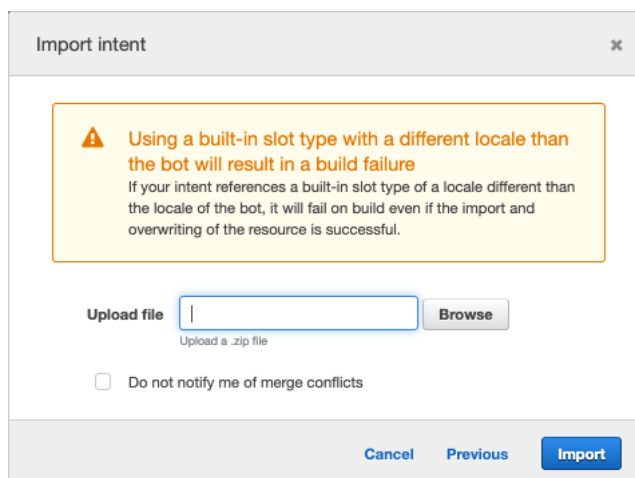 Import intent
Using a built-in slot type with a different locale than
the bot will result in a build failure
If your intent references a built-in slot type of a locale different than
the locale of the bot, it will fail on build even if the import and
overwriting of the resource is successful.
Upload file
Browse
Upload a .zip file
Do not notify me of merge conflicts
Cancel
Previous
Import